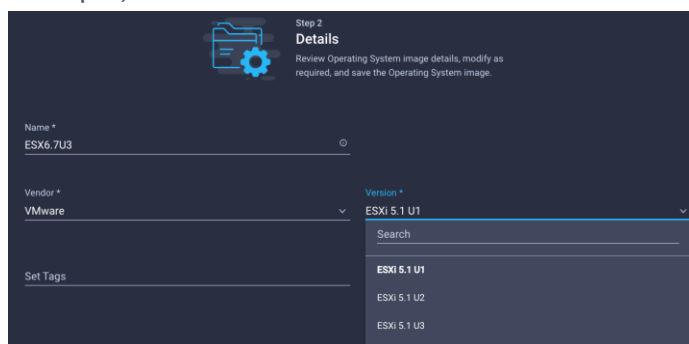 Step 2
Details
Review Operating System image details, modify as
required, and save the Operating System image.
Name *
ESX6.7U3
Vendor *
VMware
Version *
ESXi 5.1 U1
Search
Set Tags
ESXi 5.1 U1
ESXi 5.1 U2
ESXi 5.1 U3